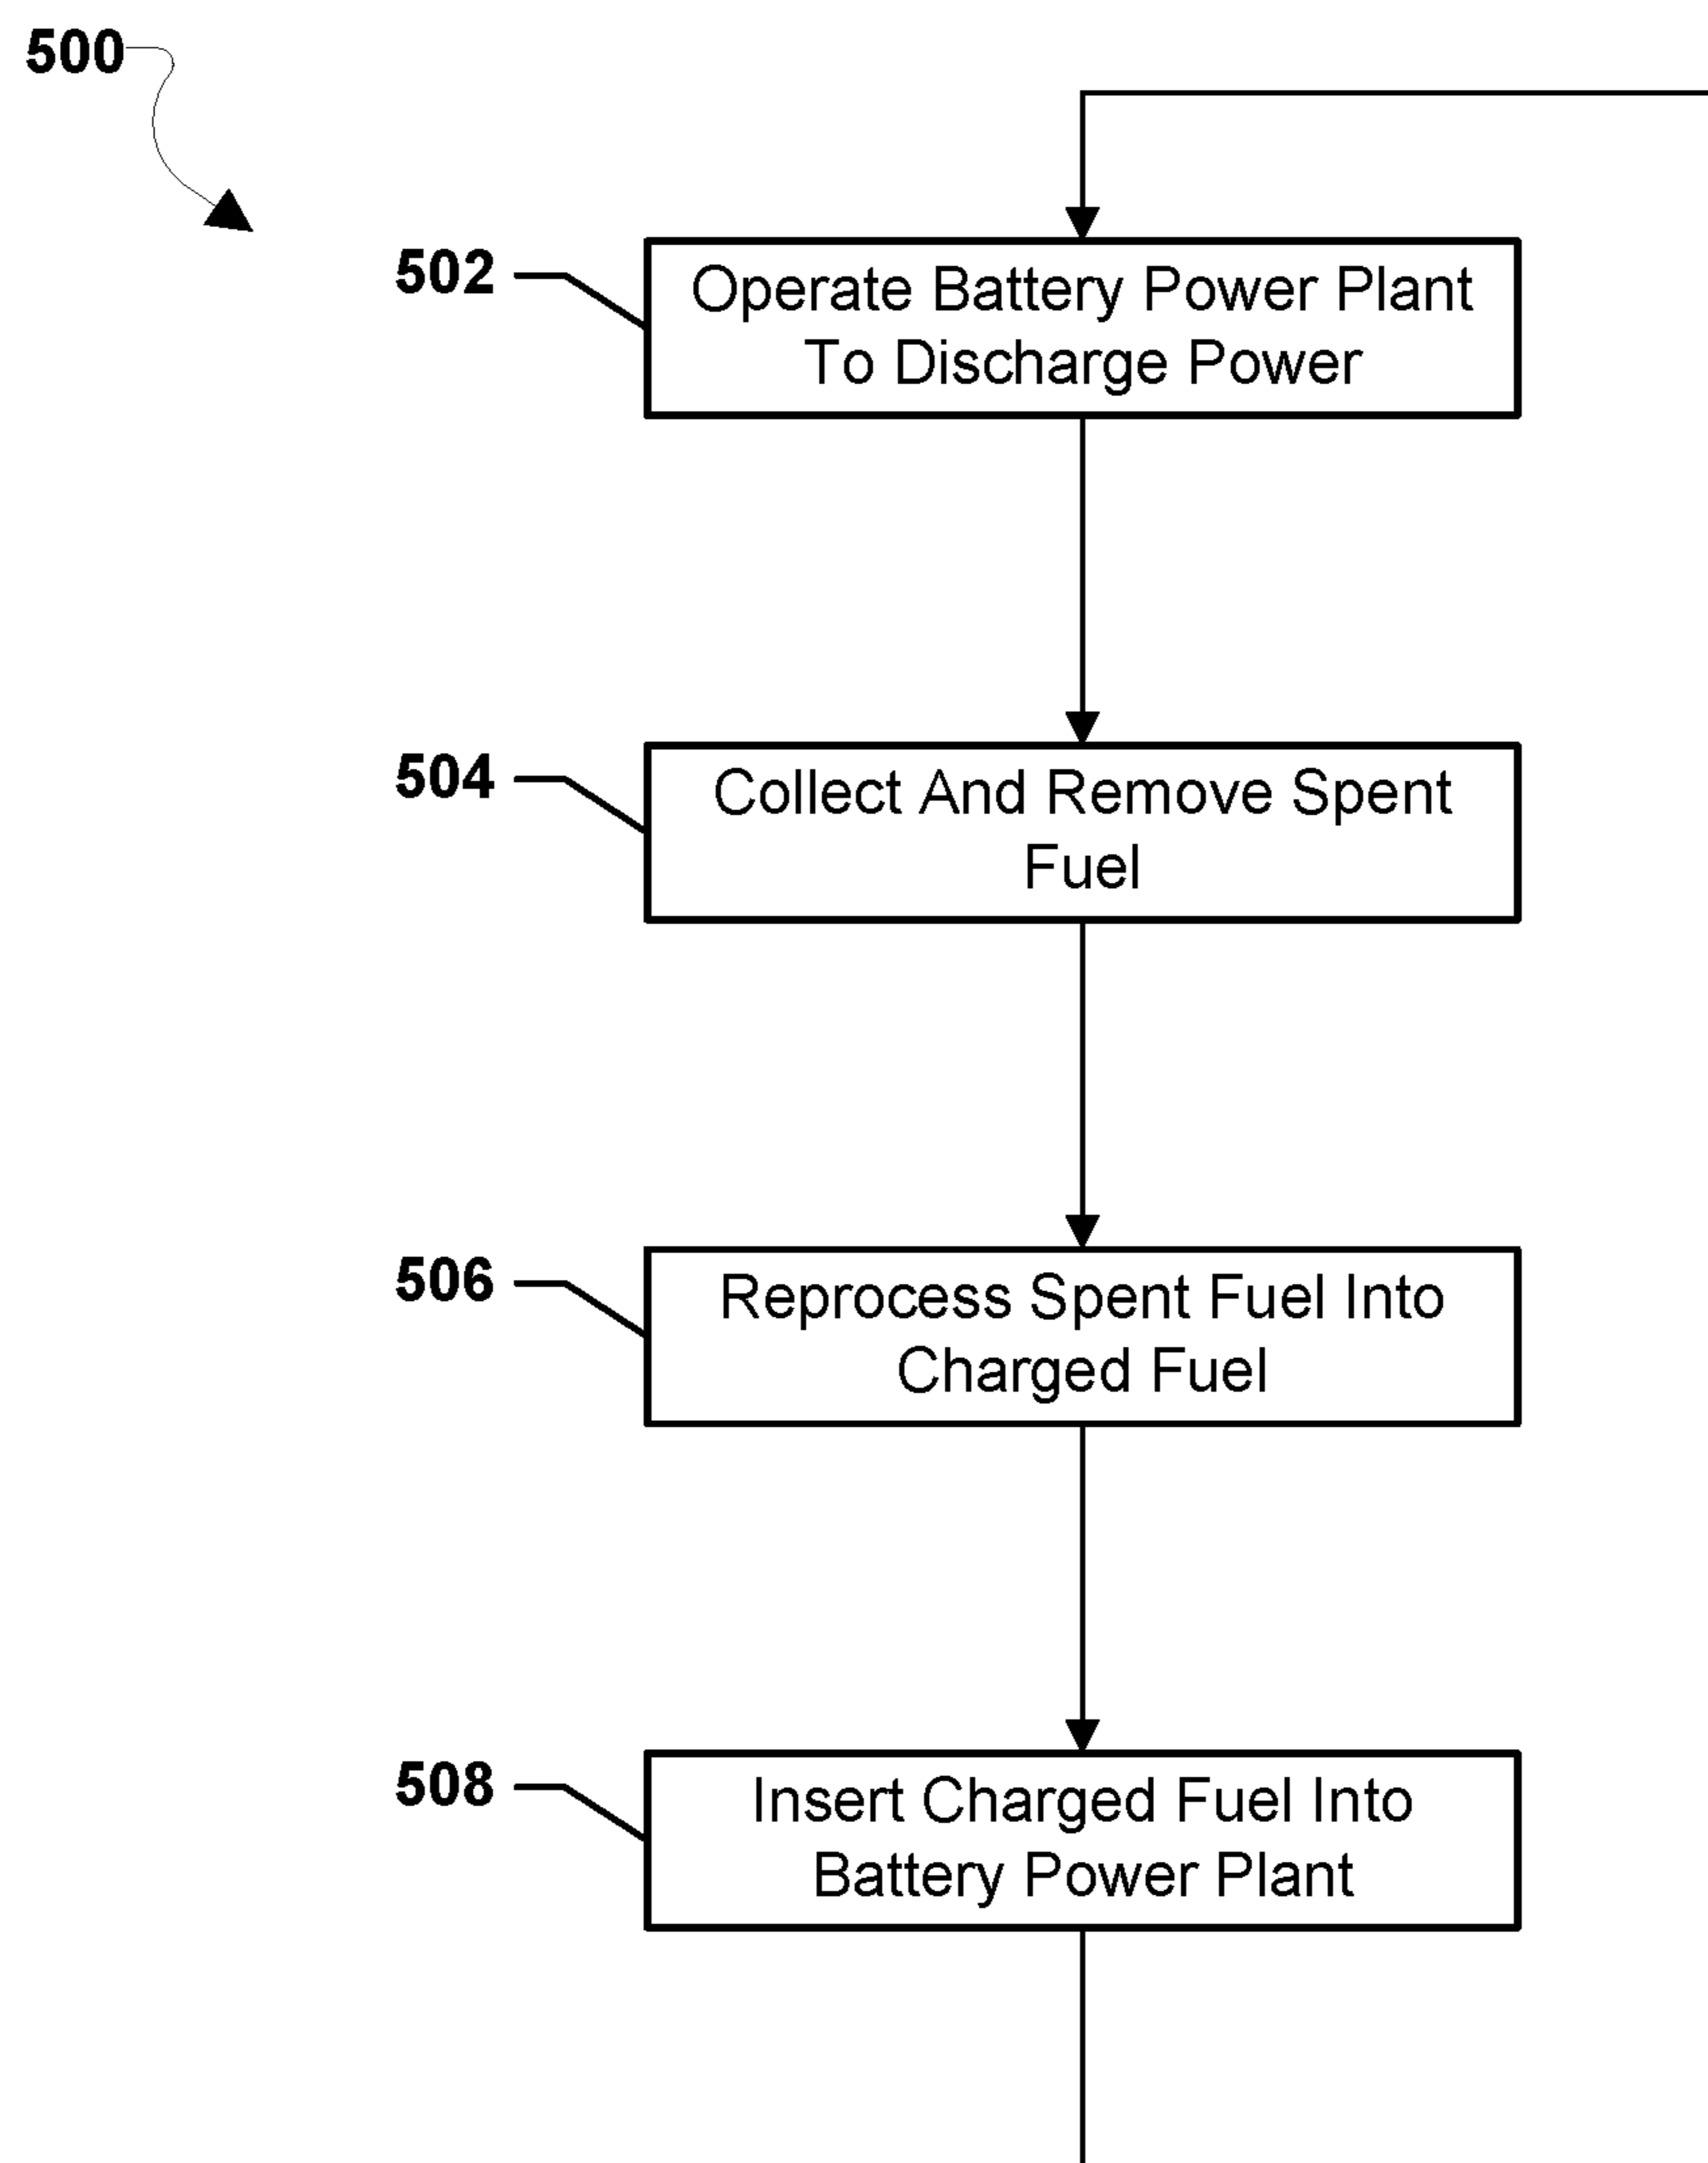 500
502
Operate Battery Power Plant
To Discharge Power
504
Collect And Remove Spent
Fuel
506
Reprocess Spent Fuel Into
Charged Fuel
508
Insert Charged Fuel Into
Battery Power Plant